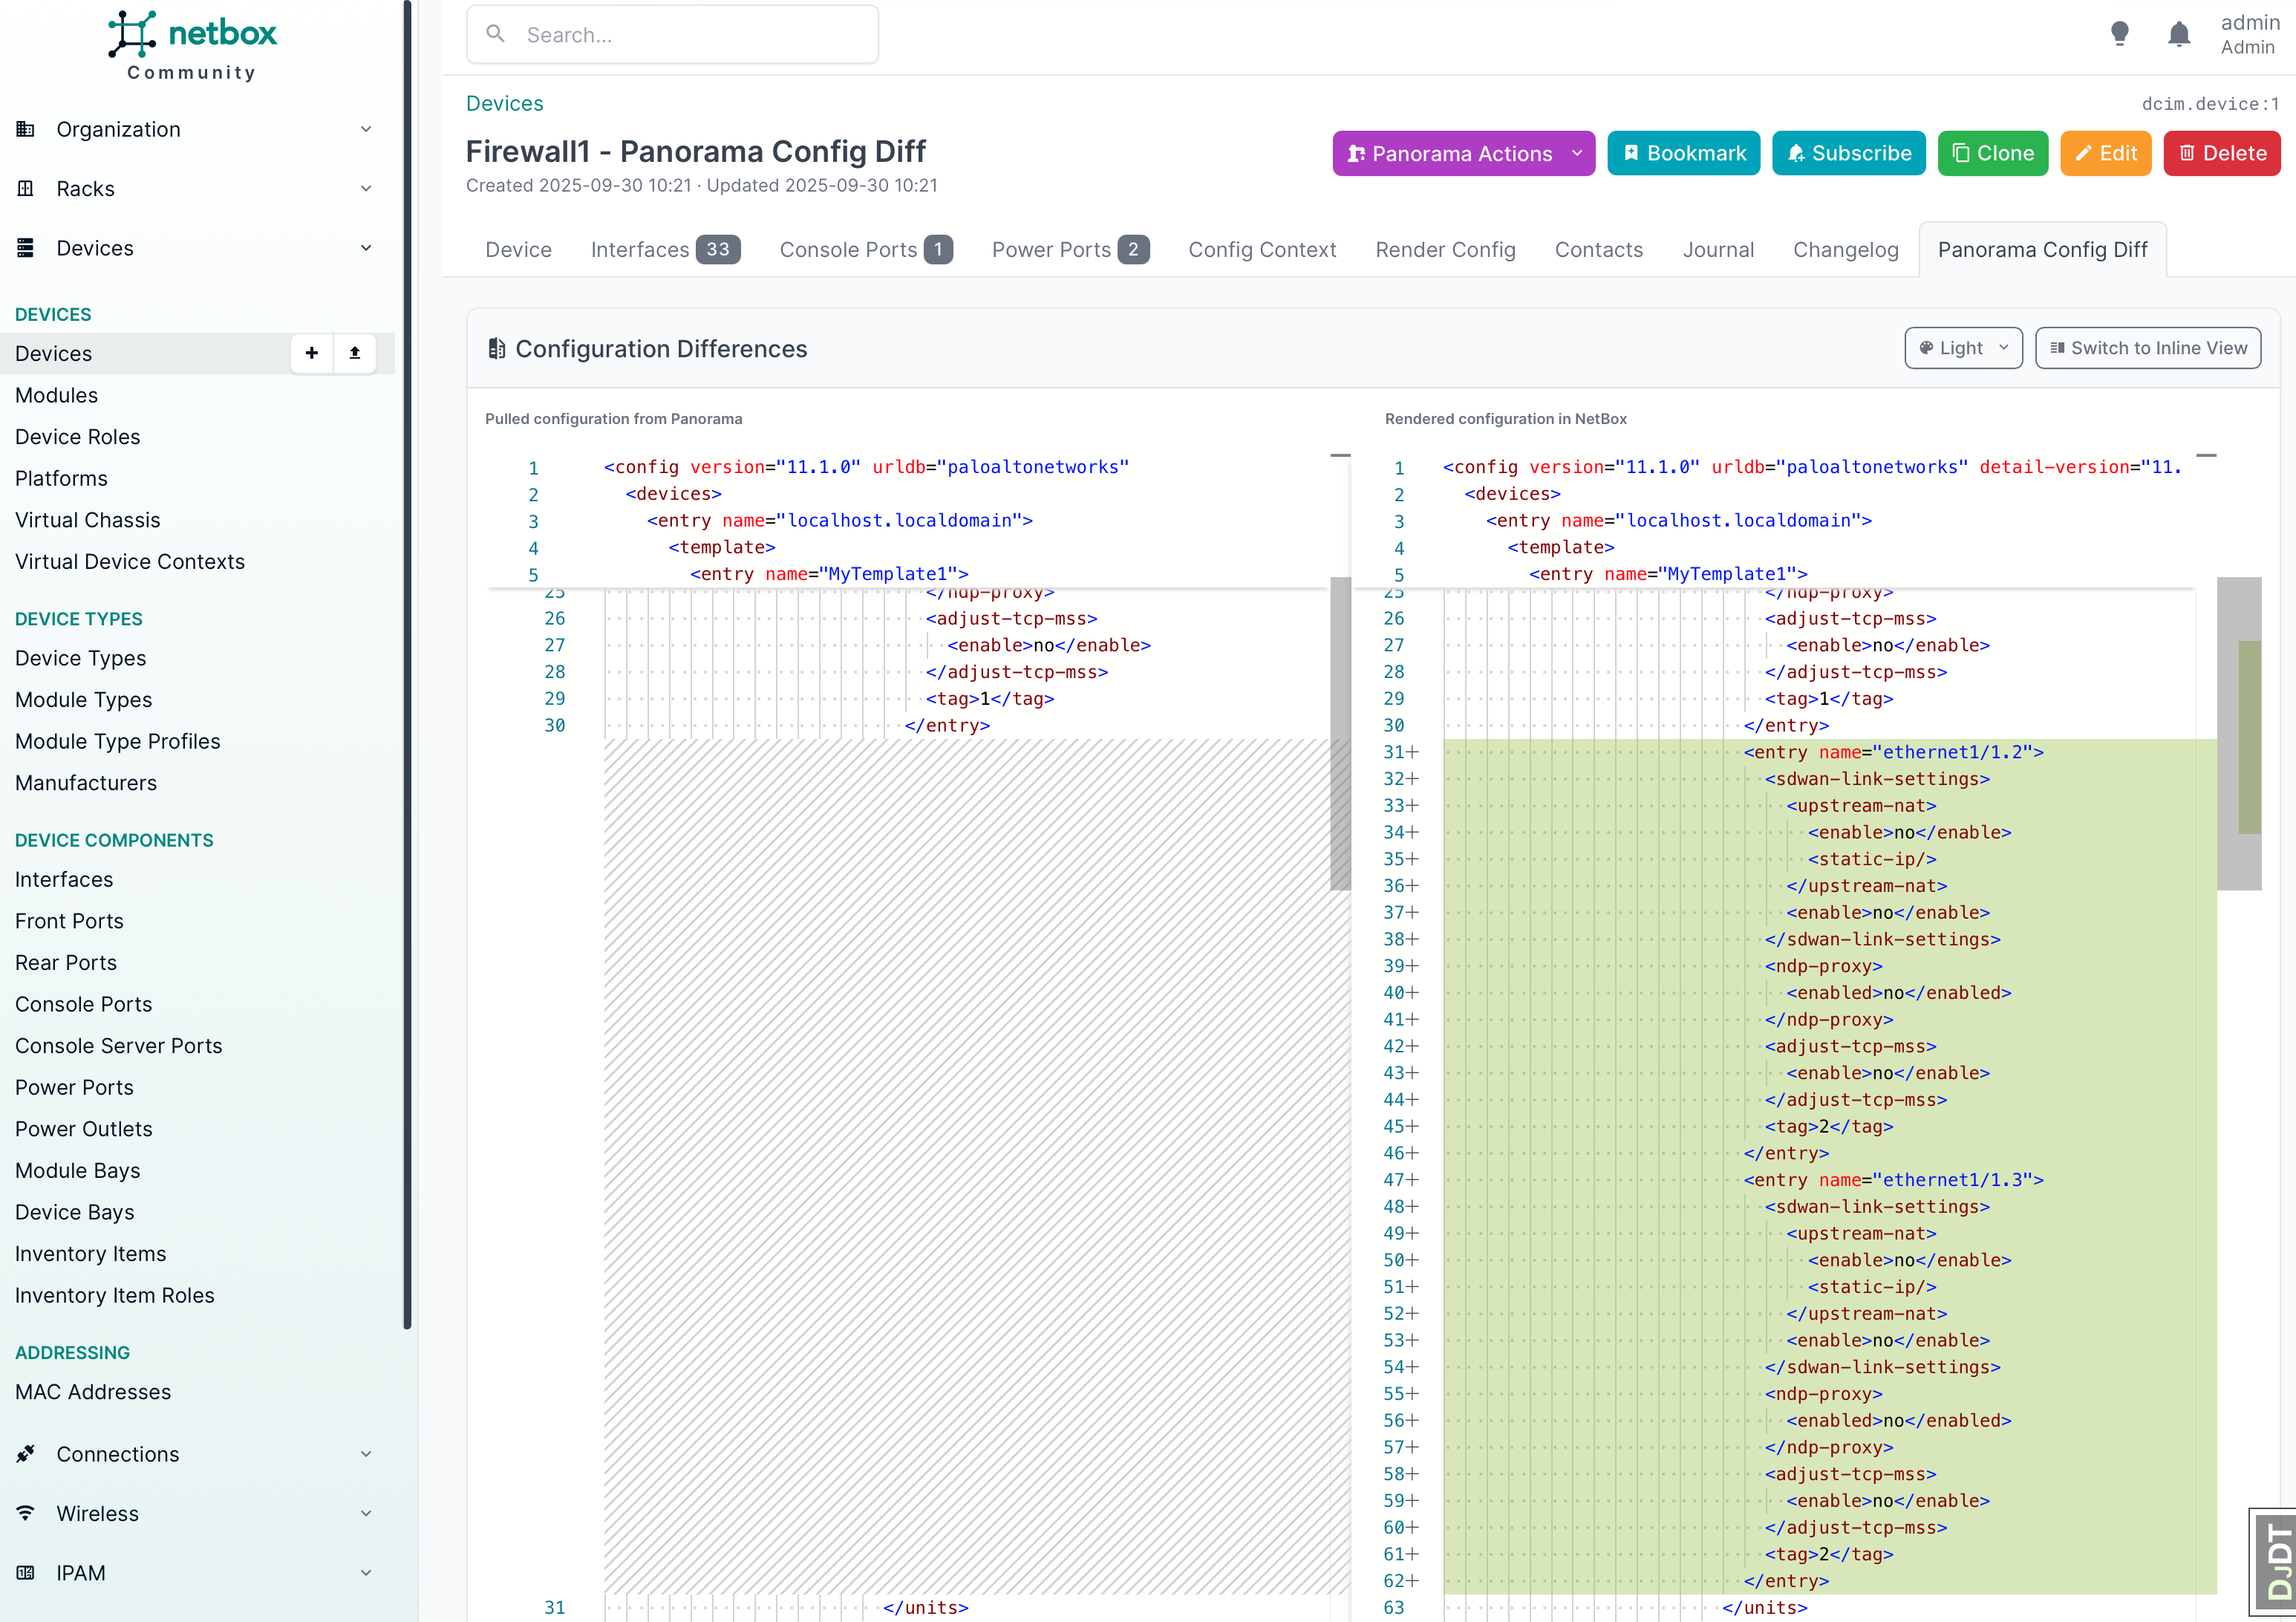 netbox
Community
Organization
Racks
Devices
DEVICES
Devices
Modules
Device Roles
Platforms
Virtual Chassis
Virtual Device Contexts
DEVICE TYPES
Device Types
Module Types
Module Type Profiles
Manufacturers
DEVICE COMPONENTS
Interfaces
Front Ports
Rear Ports
Console Ports
Console Server Ports
Power Ports
Power Outlets
Module Bays
Device Bays
Inventory Items
Inventory Item Roles
ADDRESSING
MAC Addresses
Connections
Wireless
IPAM
Search...
admin
Admin
Devices
dcim.device:1
Firewall1 - Panorama Config Diff
Created 2025-09-30 10:21 · Updated 2025-09-30 10:21
Panorama Actions
Bookmark
Subscribe
Clone
Edit
Delete
Device
Interfaces 33
Console Ports 1
Power Ports 2
Config Context
Render Config
Contacts
Journal
Changelog
Panorama Config Diff
Configuration Differences
Light
Switch to Inline View
Pulled configuration from Panorama
1 <config version="11.1.0" urldb="paloaltonetworks"
2 <devices>
3 <entry name="localhost.localdomain">
4 <template>
5 <entry name="MyTemplate1">
25 </ndp-proxy>
26 <adjust-tcp-mss>
27 <enable>no</enable>
28 </adjust-tcp-mss>
29 <tag>1</tag>
30 </entry>
31 </units>
Rendered configuration in NetBox
1 <config version="11.1.0" urldb="paloaltonetworks" detail-version="11.
2 <devices>
3 <entry name="localhost.localdomain">
4 <template>
5 <entry name="MyTemplate1">
25 </ndp-proxy>
26 <adjust-tcp-mss>
27 <enable>no</enable>
28 </adjust-tcp-mss>
29 <tag>1</tag>
30 </entry>
31+ <entry name="ethernet1/1.2">
32+ <sdwan-link-settings>
33+ <upstream-nat>
34+ <enable>no</enable>
35+ <static-ip/>
36+ </upstream-nat>
37+ <enable>no</enable>
38+ </sdwan-link-settings>
39+ <ndp-proxy>
40+ <enabled>no</enabled>
41+ </ndp-proxy>
42+ <adjust-tcp-mss>
43+ <enable>no</enable>
44+ </adjust-tcp-mss>
45+ <tag>2</tag>
46+ </entry>
47+ <entry name="ethernet1/1.3">
48+ <sdwan-link-settings>
49+ <upstream-nat>
50+ <enable>no</enable>
51+ <static-ip/>
52+ </upstream-nat>
53+ <enable>no</enable>
54+ </sdwan-link-settings>
55+ <ndp-proxy>
56+ <enabled>no</enabled>
57+ </ndp-proxy>
58+ <adjust-tcp-mss>
59+ <enable>no</enable>
60+ </adjust-tcp-mss>
61+ <tag>2</tag>
62+ </entry>
63 </units>
DJDT